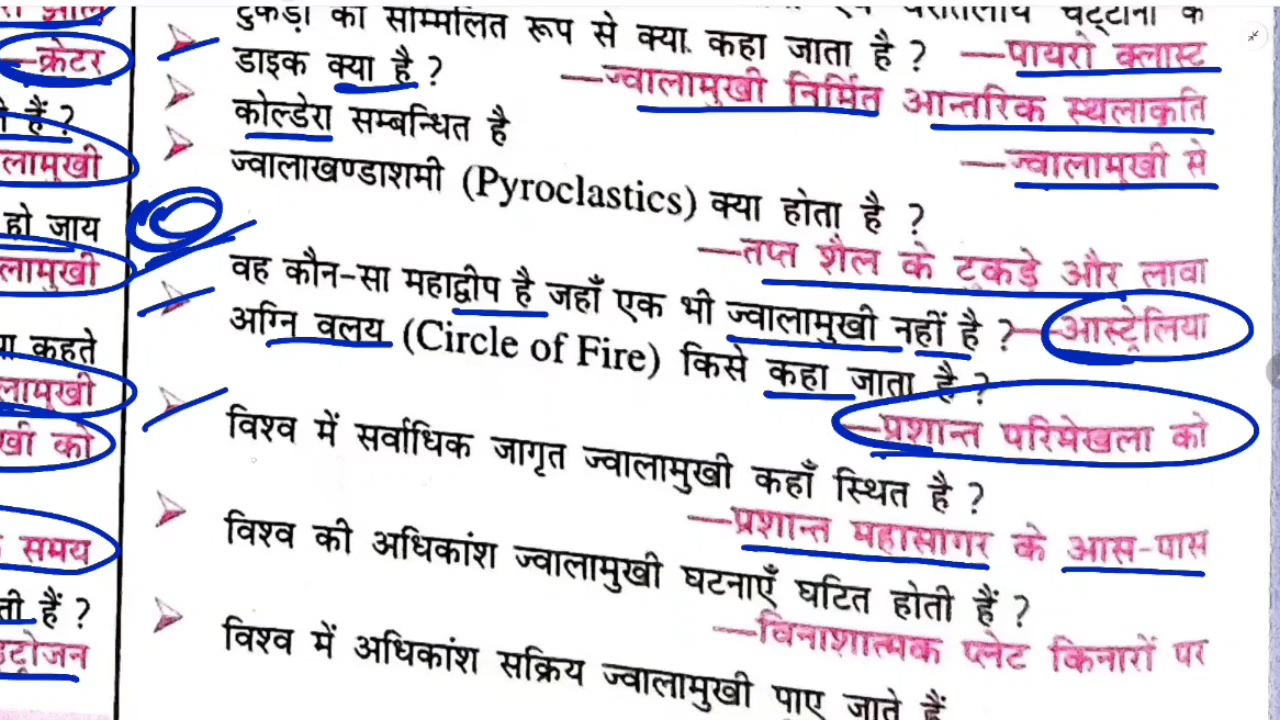 क्रेटर
हैं ?
लामुखी
हो जाय
लामुखी
कहते
लामुखी
को
समय
ती हैं ?
इट्रोजन
टुकड़ों का सम्मिलित रूप से क्या कहा जाता है ? —पायरो क्लास्ट
डाइक क्या है ? —ज्वालामुखी निर्मित आन्तरिक स्थलाकृति
कोल्डेरा सम्बन्धित है —ज्वालामुखी से
ज्वालाखण्डाशमी (Pyroclastics) क्या होता है ?
—तप्त शैल के टुकड़े और लावा
वह कौन-सा महाद्वीप है जहाँ एक भी ज्वालामुखी नहीं है ?—आस्ट्रेलिया
अग्नि वलय (Circle of Fire) किसे कहा जाता है ?
—प्रशान्त परिमेखला को
विश्व में सर्वाधिक जागृत ज्वालामुखी कहाँ स्थित है ?
—प्रशान्त महासागर के आस-पास
विश्व की अधिकांश ज्वालामुखी घटनाएँ घटित होती हैं ?
—विनाशात्मक प्लेट किनारों पर
विश्व में अधिकांश सक्रिय ज्वालामुखी पाए जाते हैं